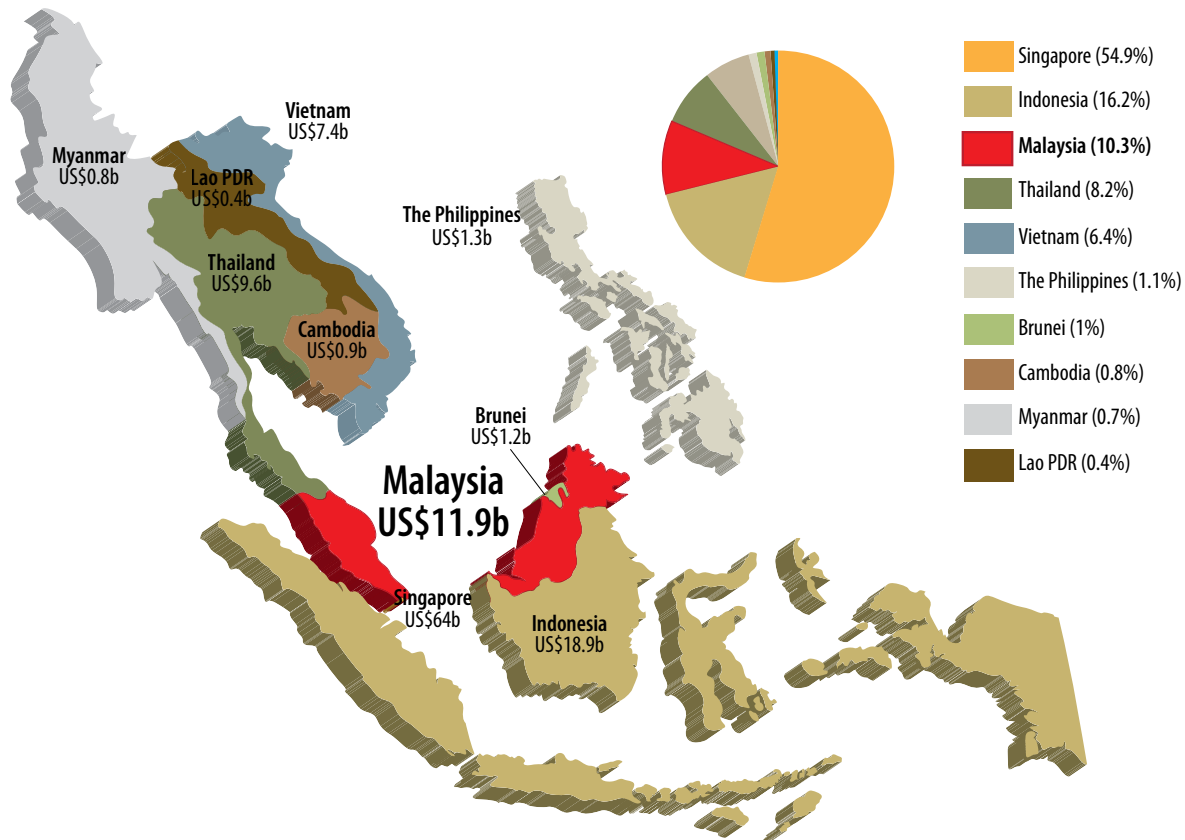 Vietnam
US$7.4b
Myanmar
US$0.8b
Lao PDR
US$0.4b
The Philippines
US$1.3b
Thailand
US$9.6b
Cambodia
US$0.9b
Brunei
US$1.2b
Malaysia
US$11.9b
Singapore
US$64b
Indonesia
US$18.9b
Singapore (54.9%)
Indonesia (16.2%)
Malaysia (10.3%)
Thailand (8.2%)
Vietnam (6.4%)
The Philippines (1.1%)
Brunei (1%)
Cambodia (0.8%)
Myanmar (0.7%)
Lao PDR (0.4%)